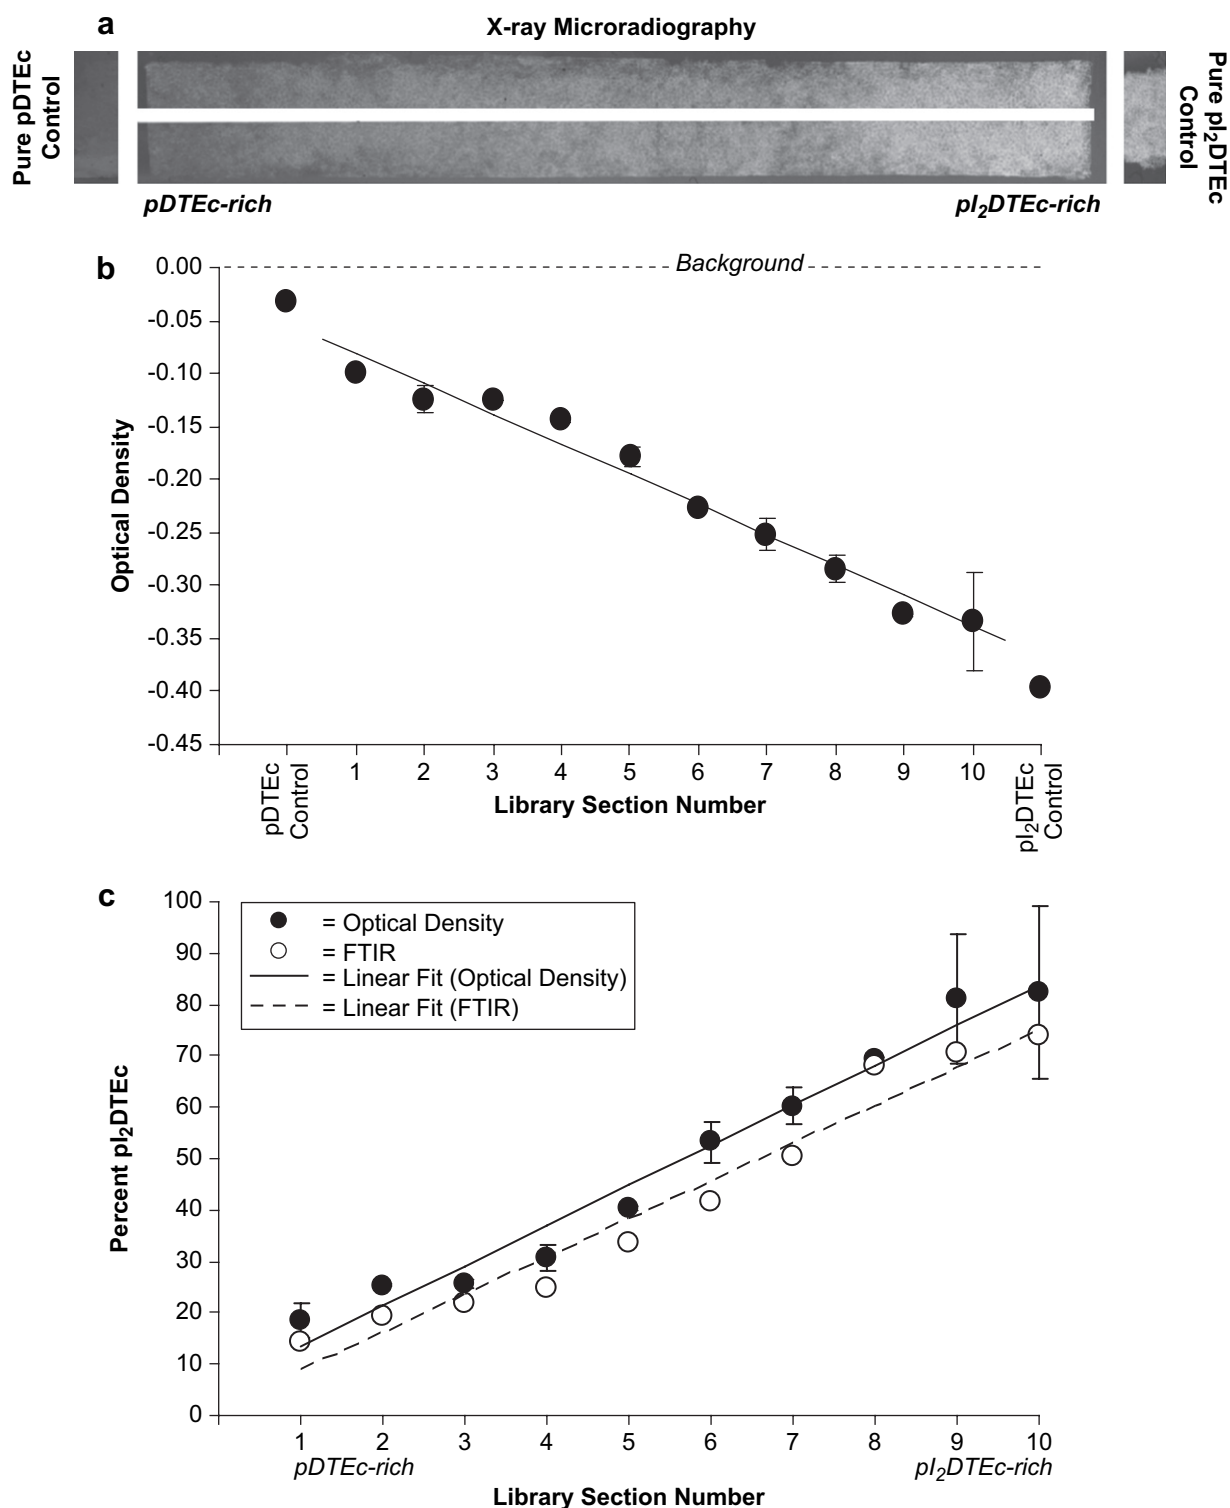 a
X-ray Microradiography
Pure pDTEc
Control
Pure pI₂DTEc
Control
pDTEc-rich
pI₂DTEc-rich
b
0.00
-0.05
-0.10
-0.15
-0.20
-0.25
-0.30
-0.35
-0.40
-0.45
Background
Optical Density
pDTEc
Control
1 2 3 4 5 6 7 8 9 10
pI₂DTEc
Control
Library Section Number
c
100
90
80
70
60
50
40
30
20
10
0
= Optical Density
= FTIR
= Linear Fit (Optical Density)
= Linear Fit (FTIR)
Percent pI₂DTEc
1 2 3 4 5 6 7 8 9 10
pDTEc-rich
pI₂DTEc-rich
Library Section Number